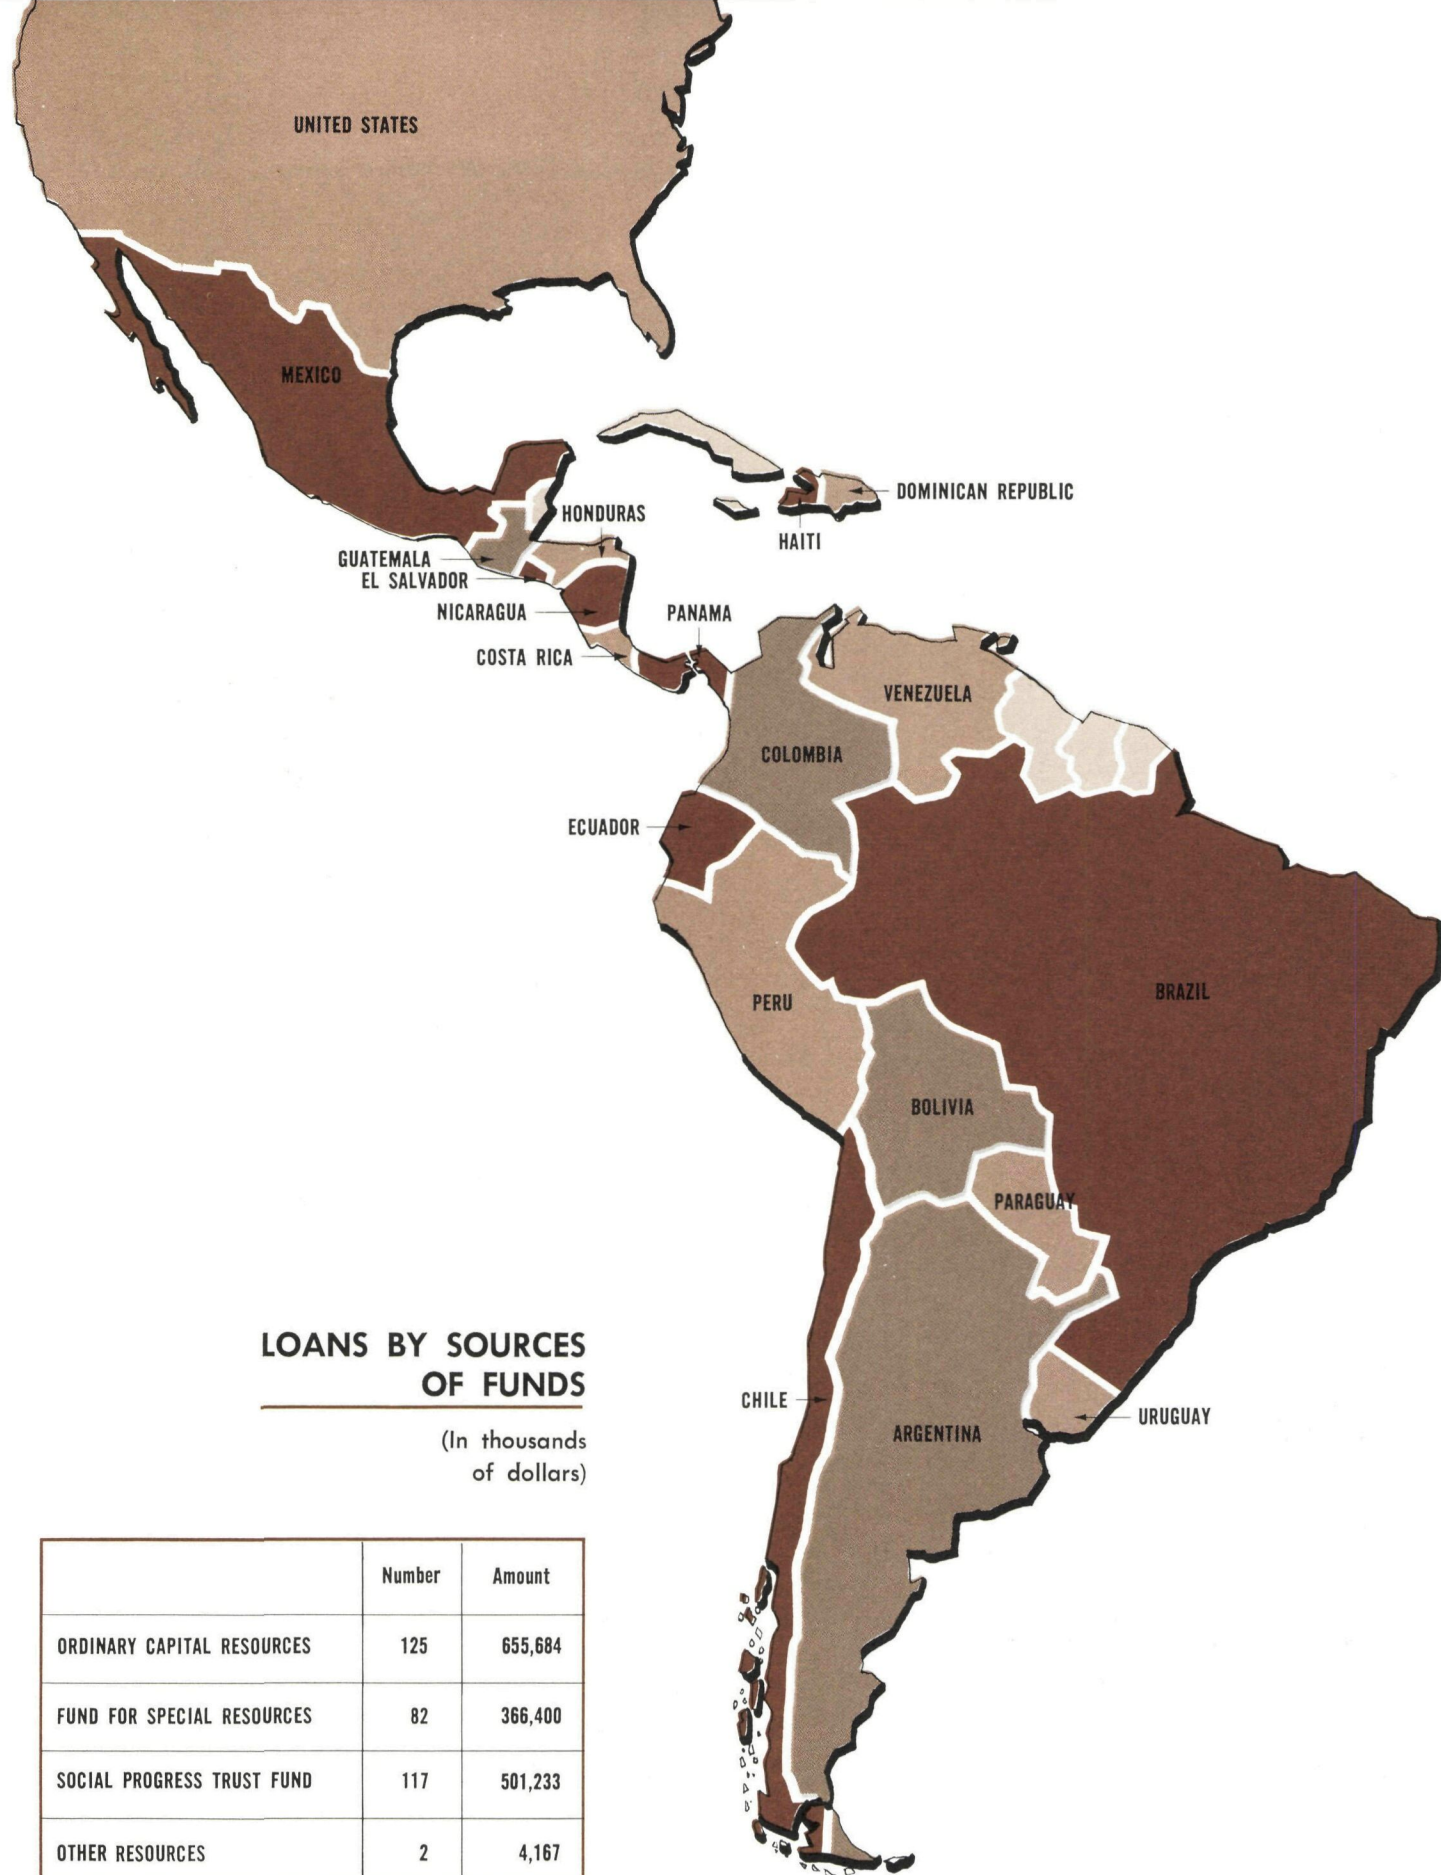 UNITED STATES
MEXICO
DOMINICAN REPUBLIC
HONDURAS
HAITI
GUATEMALA
EL SALVADOR
NICARAGUA
PANAMA
COSTA RICA
VENEZUELA
COLOMBIA
ECUADOR
BRAZIL
PERU
BOLIVIA
PARAGUAY
CHILE
URUGUAY
ARGENTINA
LOANS BY SOURCES
OF FUNDS
(In thousands
of dollars)
Number Amount
ORDINARY CAPITAL RESOURCES 125 655,684
FUND FOR SPECIAL RESOURCES 82 366,400
SOCIAL PROGRESS TRUST FUND 117 501,233
OTHER RESOURCES 2 4,167